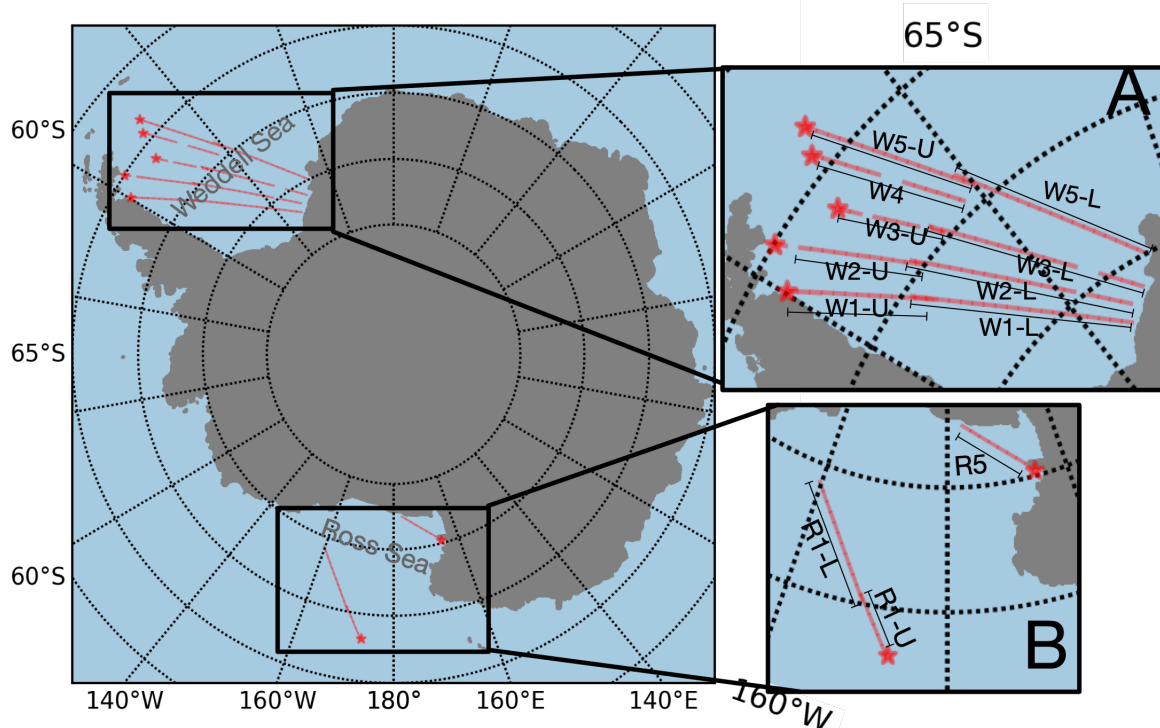 65°S
A
60°S
Weddell Sea
W5-U
W5-L
W4
W3-U
W3-L
W2-U
W2-L
W1-U
W1-L
65°S
R5
R1-L
R1-U
Ross Sea
60°S
B
140°W
160°W
180°
160°E
140°E
160°W